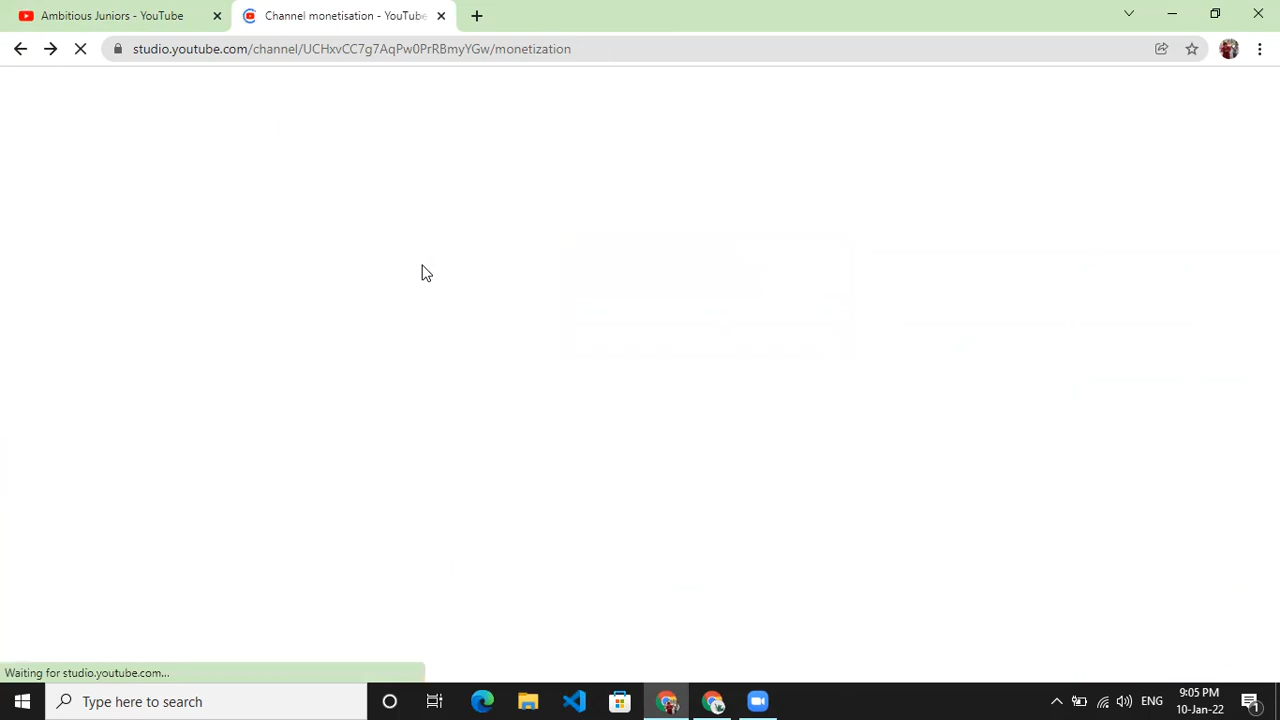 Ambitious Juniors - YouTube
Channel monetisation - YouTube
studio.youtube.com/channel/UCHxvCC7g7AqPw0PrRBmyYGw/monetization
Waiting for studio.youtube.com...
Type here to search
ENG
9:05 PM
10-Jan-22
1